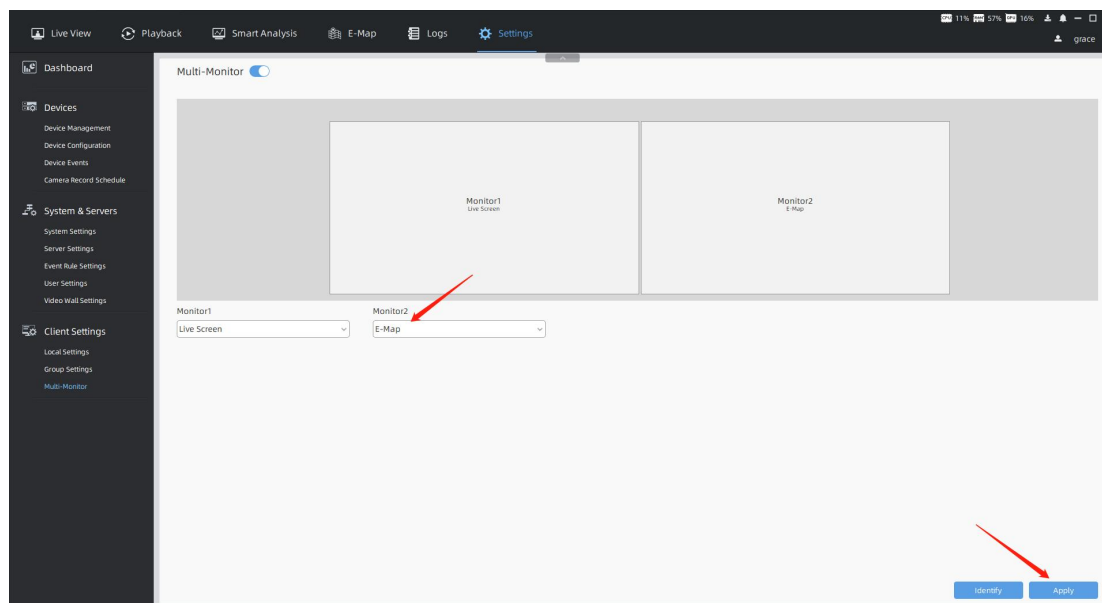 CPU 11% RAM 57% GPU 16%
Live View Playback Smart Analysis E-Map Logs Settings
grace
Dashboard
Multi-Monitor
Devices
Device Management
Device Configuration
Device Events
Camera Record Schedule
System & Servers
System Settings
Server Settings
Event Rule Settings
User Settings
Video Wall Settings
Client Settings
Local Settings
Group Settings
Multi-Monitor
Monitor1
Live Screen
Monitor2
E-Map
Monitor1 Monitor2
Live Screen E-Map
Identify Apply